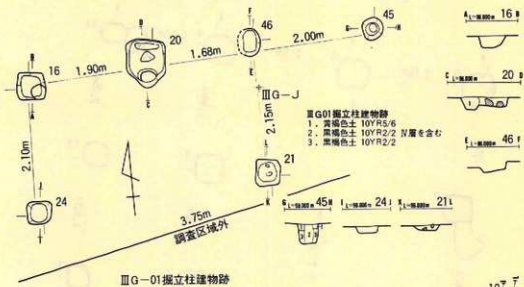 B
D
20
F
46
45
G
H
2.00m
1.68m
1.90m
16
A
C
E
ⅢG-J
2.15m
2.10m
24
21
K
3.75m
調査区域外
ⅢG01掘立柱建物跡
1. 黄褐色土 10YR5/6
2. 黒褐色土 10YR2/2 Ⅳ層を含む
3. 黒褐色土 10YR2/2
A 16 B
C 20 D
E 46 F
G 45 H
I 24 J
K 21 L
ⅢG-01掘立柱建物跡